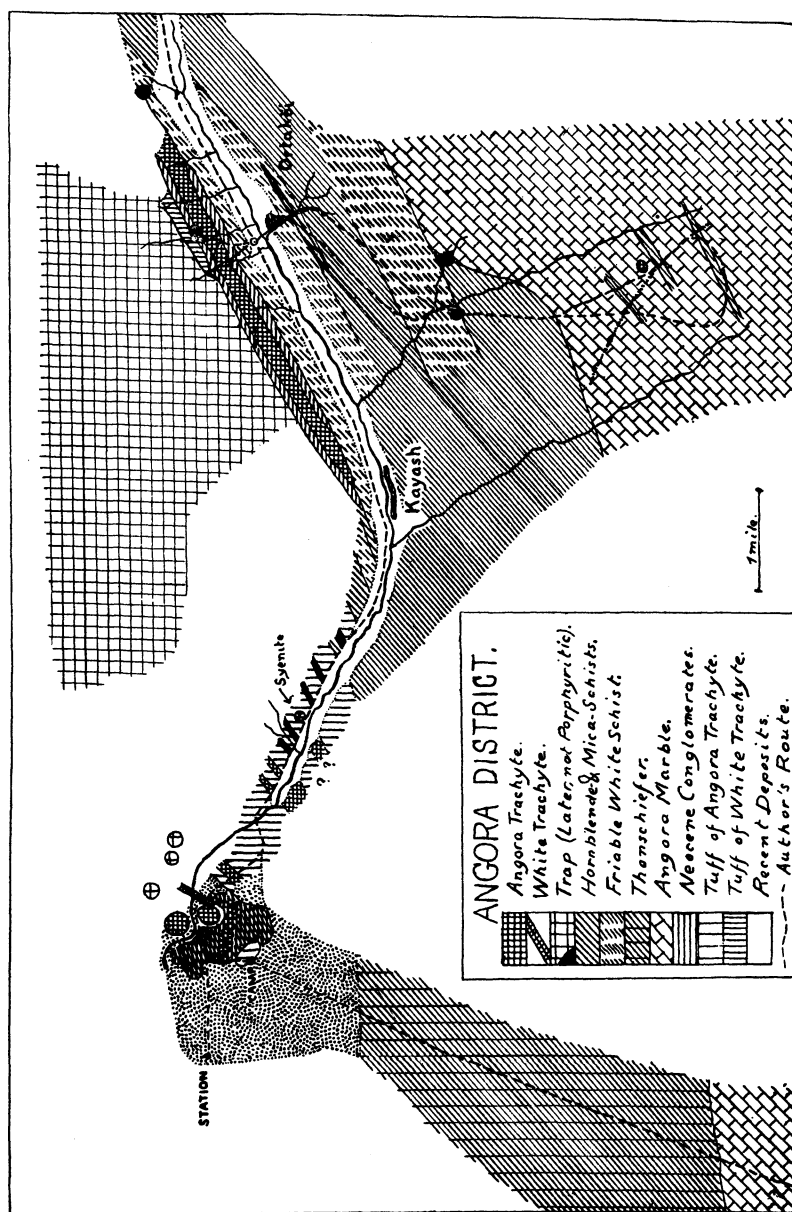 ANGORA DISTRICT.
Angora Trachyte.
White Trachyte.
Trap (Later, not Porphyritic).
Hornblende & Mica-Schists.
Friable White Schist.
Thonschiefer.
Angora Marble.
Neocene Conglomerates.
Tuff of Angora Trachyte.
Tuff of White Trachyte.
Recent Deposits.
Author's Route.
1 mile.
STATION
Syenite
? ?
Kayash
Ortaköi